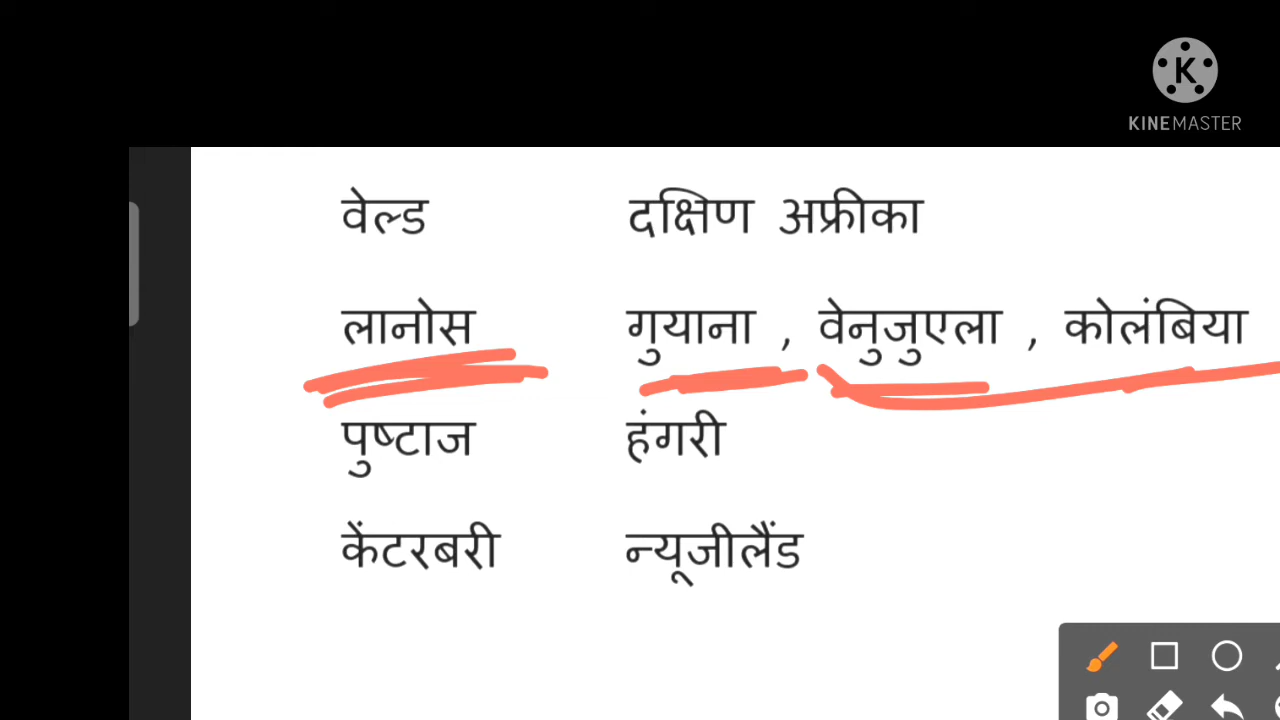 K
KINEMASTER
वेल्ड दक्षिण अफ्रीका
लानोस गुयाना , वेनुजुएला , कोलंबिया
पुष्टाज हंगरी
केंटरबरी न्यूजीलैंड